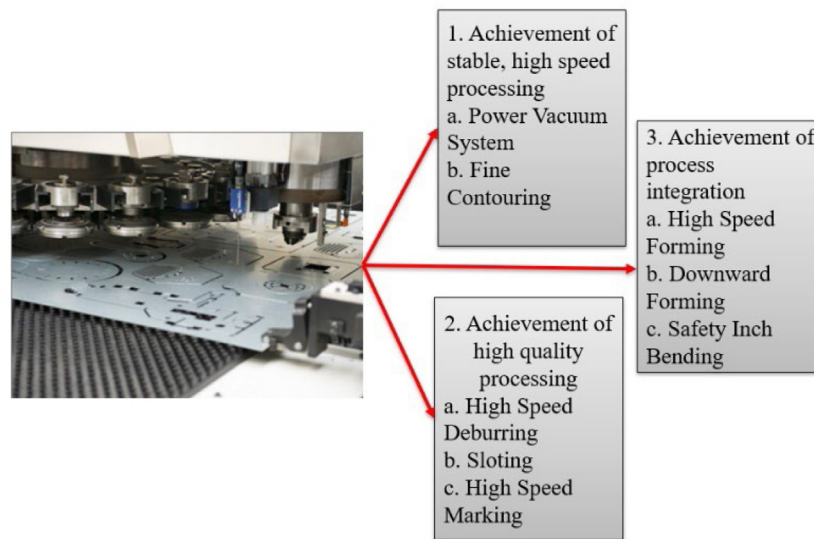 1. Achievement of
stable, high speed
processing
a. Power Vacuum
System
b. Fine
Contouring
2. Achievement of
high quality
processing
a. High Speed
Deburring
b. Sloting
c. High Speed
Marking
3. Achievement of
process
integration
a. High Speed
Forming
b. Downward
Forming
c. Safety Inch
Bending